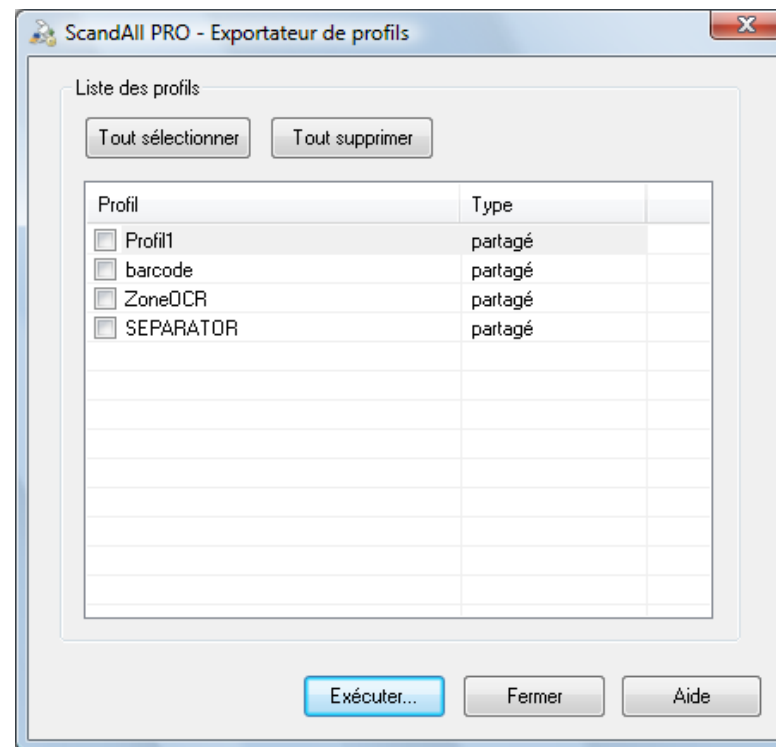 ScandAll PRO - Exportateur de profils
Liste des profils
Tout sélectionner Tout supprimer
Profil Type
Profil1 partagé
barcode partagé
ZoneOCR partagé
SEPARATOR partagé
Exécuter... Fermer Aide